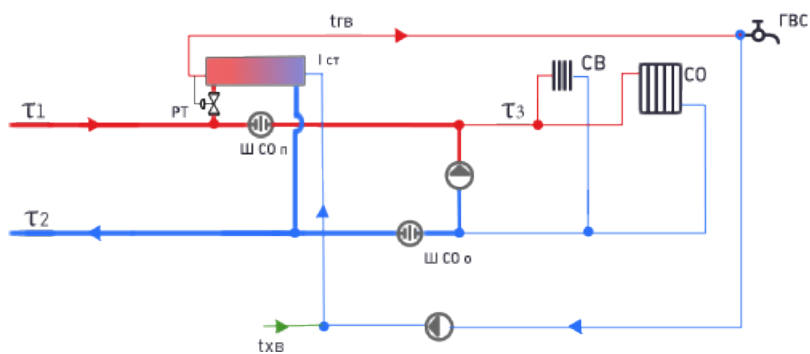 tгв
ГВС
I ст
СВ
СО
τ1
РТ
Ш СО п
τ3
τ2
Ш СО о
tхв